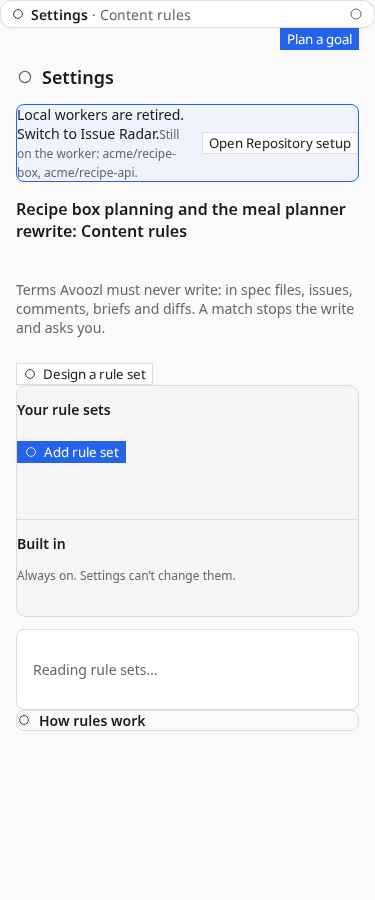 Settings · Content rules
Plan a goal
Settings
Local workers are retired.
Switch to Issue Radar.Still
on the worker: acme/recipe-
box, acme/recipe-api.
Open Repository setup
Recipe box planning and the meal planner
rewrite: Content rules
Terms Avoozl must never write: in spec files, issues,
comments, briefs and diffs. A match stops the write
and asks you.
Design a rule set
Your rule sets
Add rule set
Built in
Always on. Settings can't change them.
Reading rule sets…
How rules work